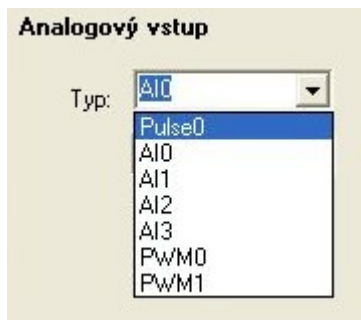 Analogový vstup
Typ: AI0
Pulse0
AI0
AI1
AI2
AI3
PWM0
PWM1